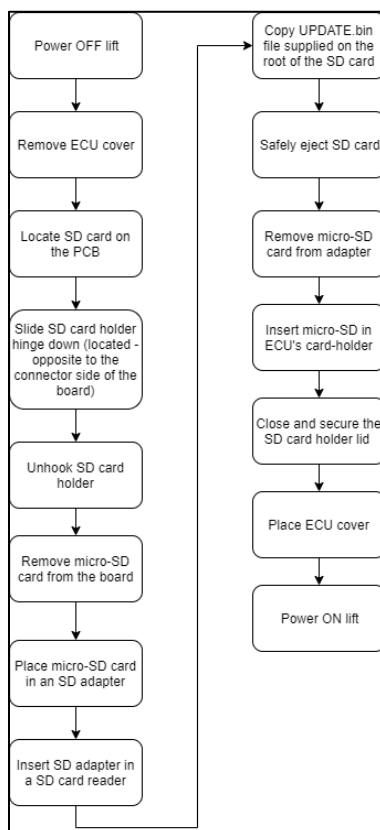 Power OFF lift
Remove ECU cover
Locate SD card on
the PCB
Slide SD card holder
hinge down (located -
opposite to the
connector side of the
board)
Unhook SD card
holder
Remove micro-SD
card from the board
Place micro-SD card
in an SD adapter
Insert SD adapter in
a SD card reader
Copy UPDATE.bin
file supplied on the
root of the SD card
Safely eject SD card
Remove micro-SD
card from adapter
Insert micro-SD in
ECU's card-holder
Close and secure the
SD card holder lid
Place ECU cover
Power ON lift